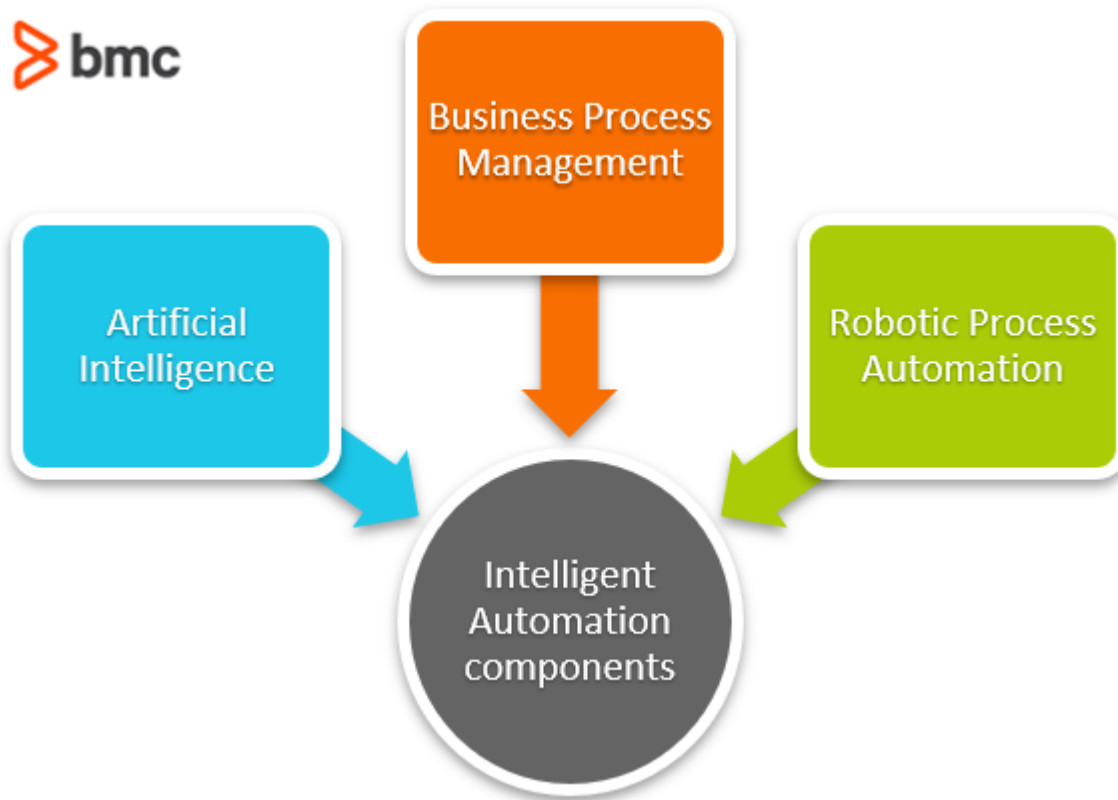 bmc
Business Process
Management
Artificial
Intelligence
Robotic Process
Automation
Intelligent
Automation
components